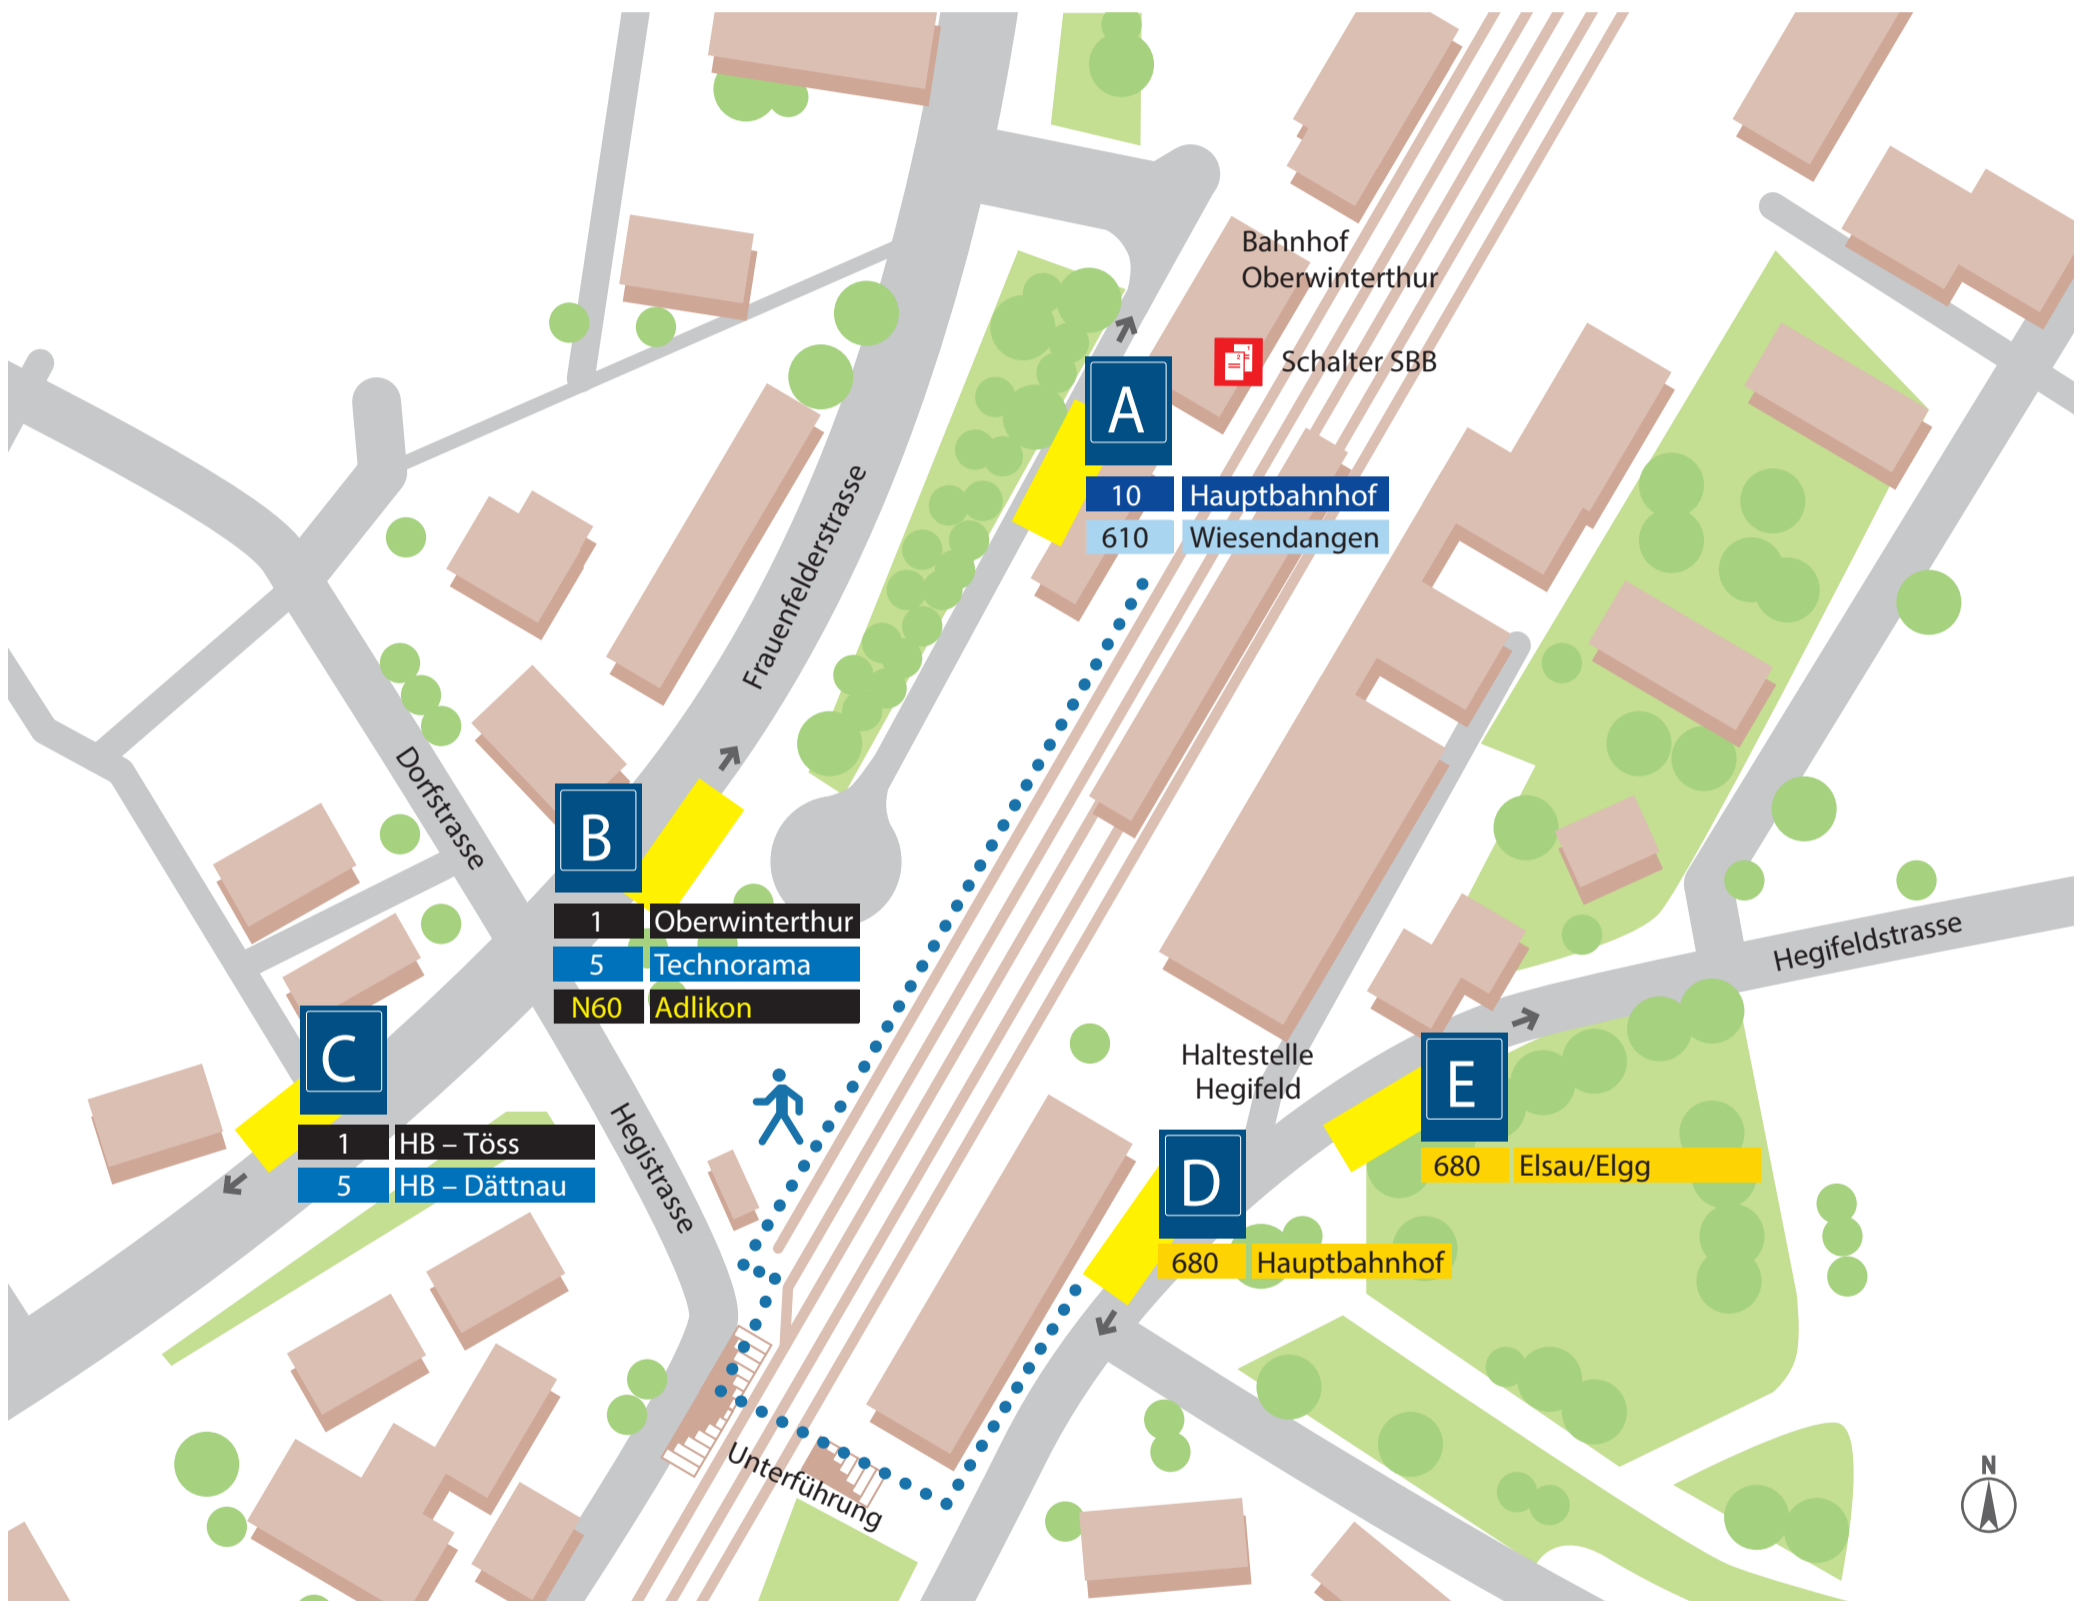 Bahnhof
Oberwinterthur
Schalter SBB
A
10 Hauptbahnhof
610 Wiesendangen
Frauenfelderstrasse
Dorfstrasse
B
1 Oberwinterthur
5 Technorama
N60 Adlikon
Hegifeldstrasse
C
1 HB – Töss
5 HB – Dättnau
Hegistrasse
Haltestelle
Hegifeld
E
680 Elsau/Elgg
D
680 Hauptbahnhof
Unterführung
N